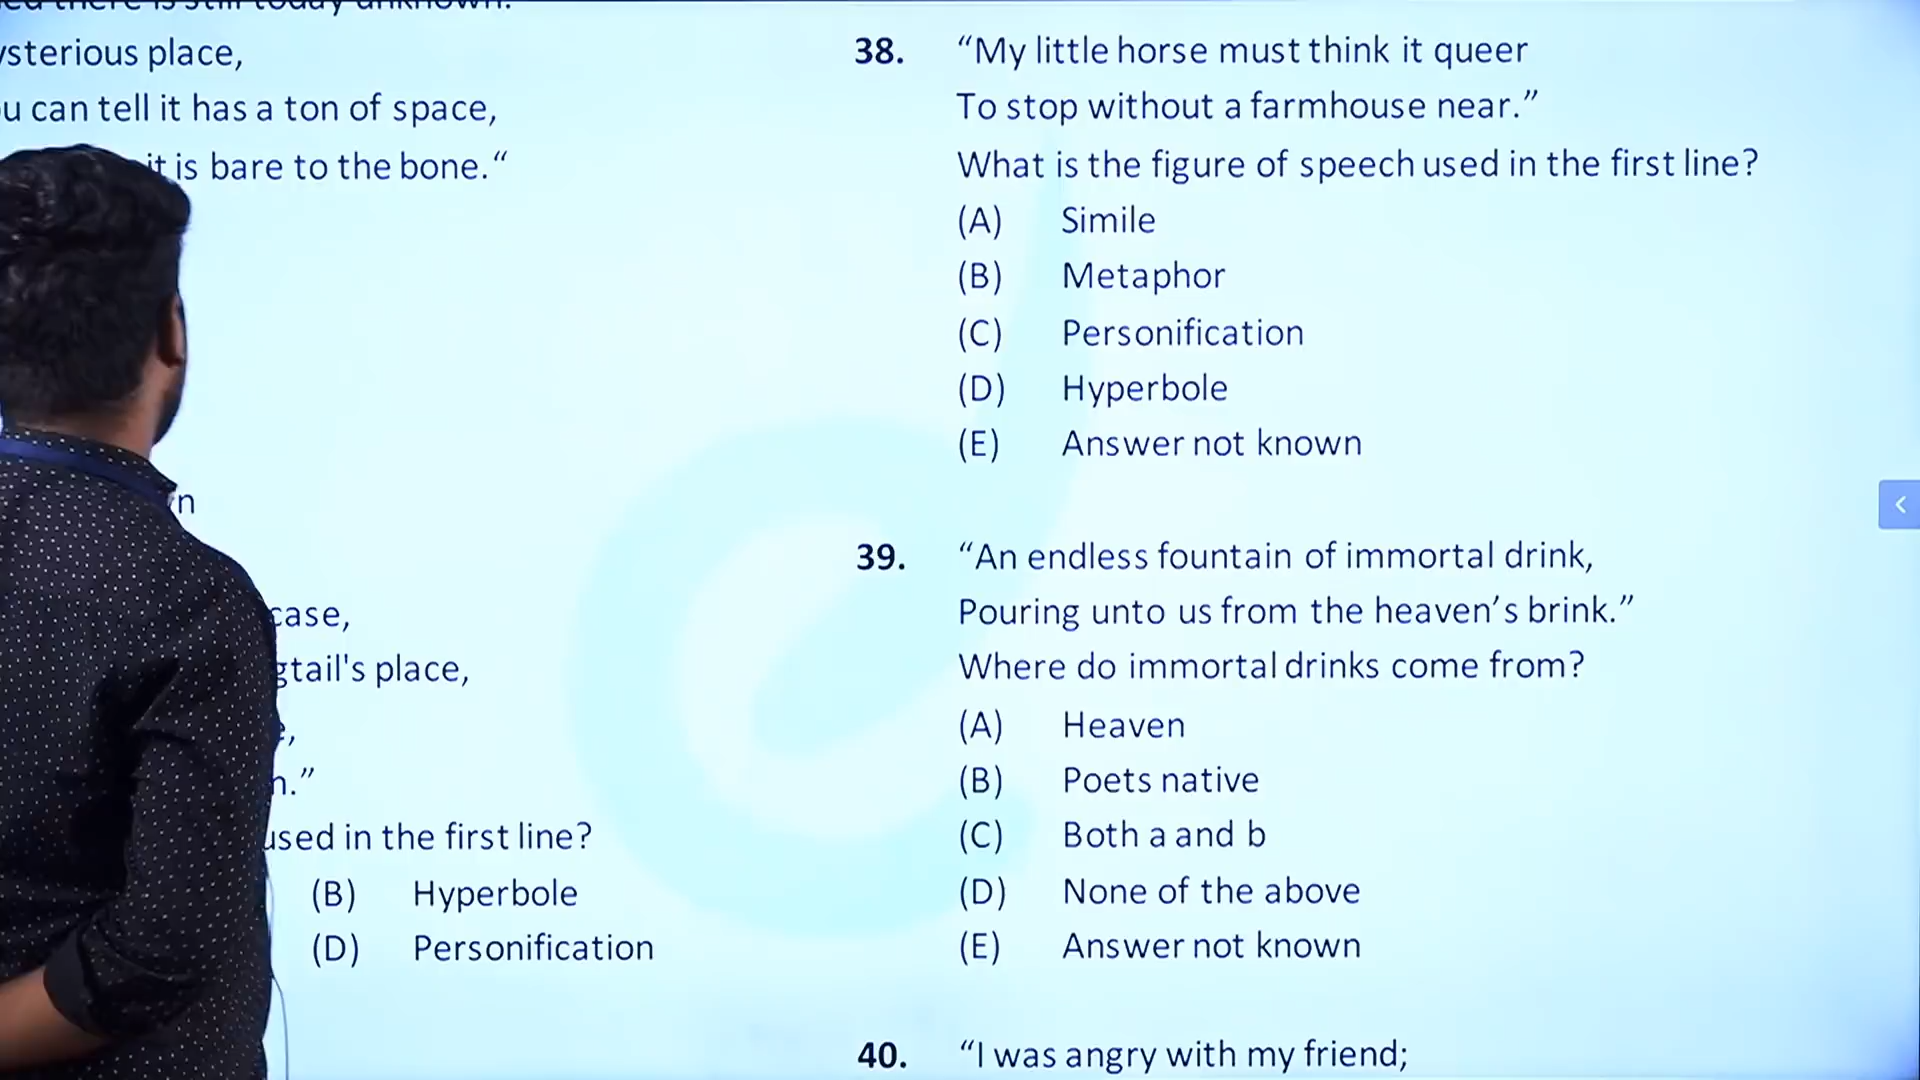 sterious place,
u can tell it has a ton of space,
it is bare to the bone.“
n
case,
gtail's place,
,
.”
used in the first line?
(B) Hyperbole
(D) Personification
38. “My little horse must think it queer
To stop without a farmhouse near.”
What is the figure of speech used in the first line?
(A) Simile
(B) Metaphor
(C) Personification
(D) Hyperbole
(E) Answer not known
39. “An endless fountain of immortal drink,
Pouring unto us from the heaven’s brink.”
Where do immortal drinks come from?
(A) Heaven
(B) Poets native
(C) Both a and b
(D) None of the above
(E) Answer not known
40. “I was angry with my friend;